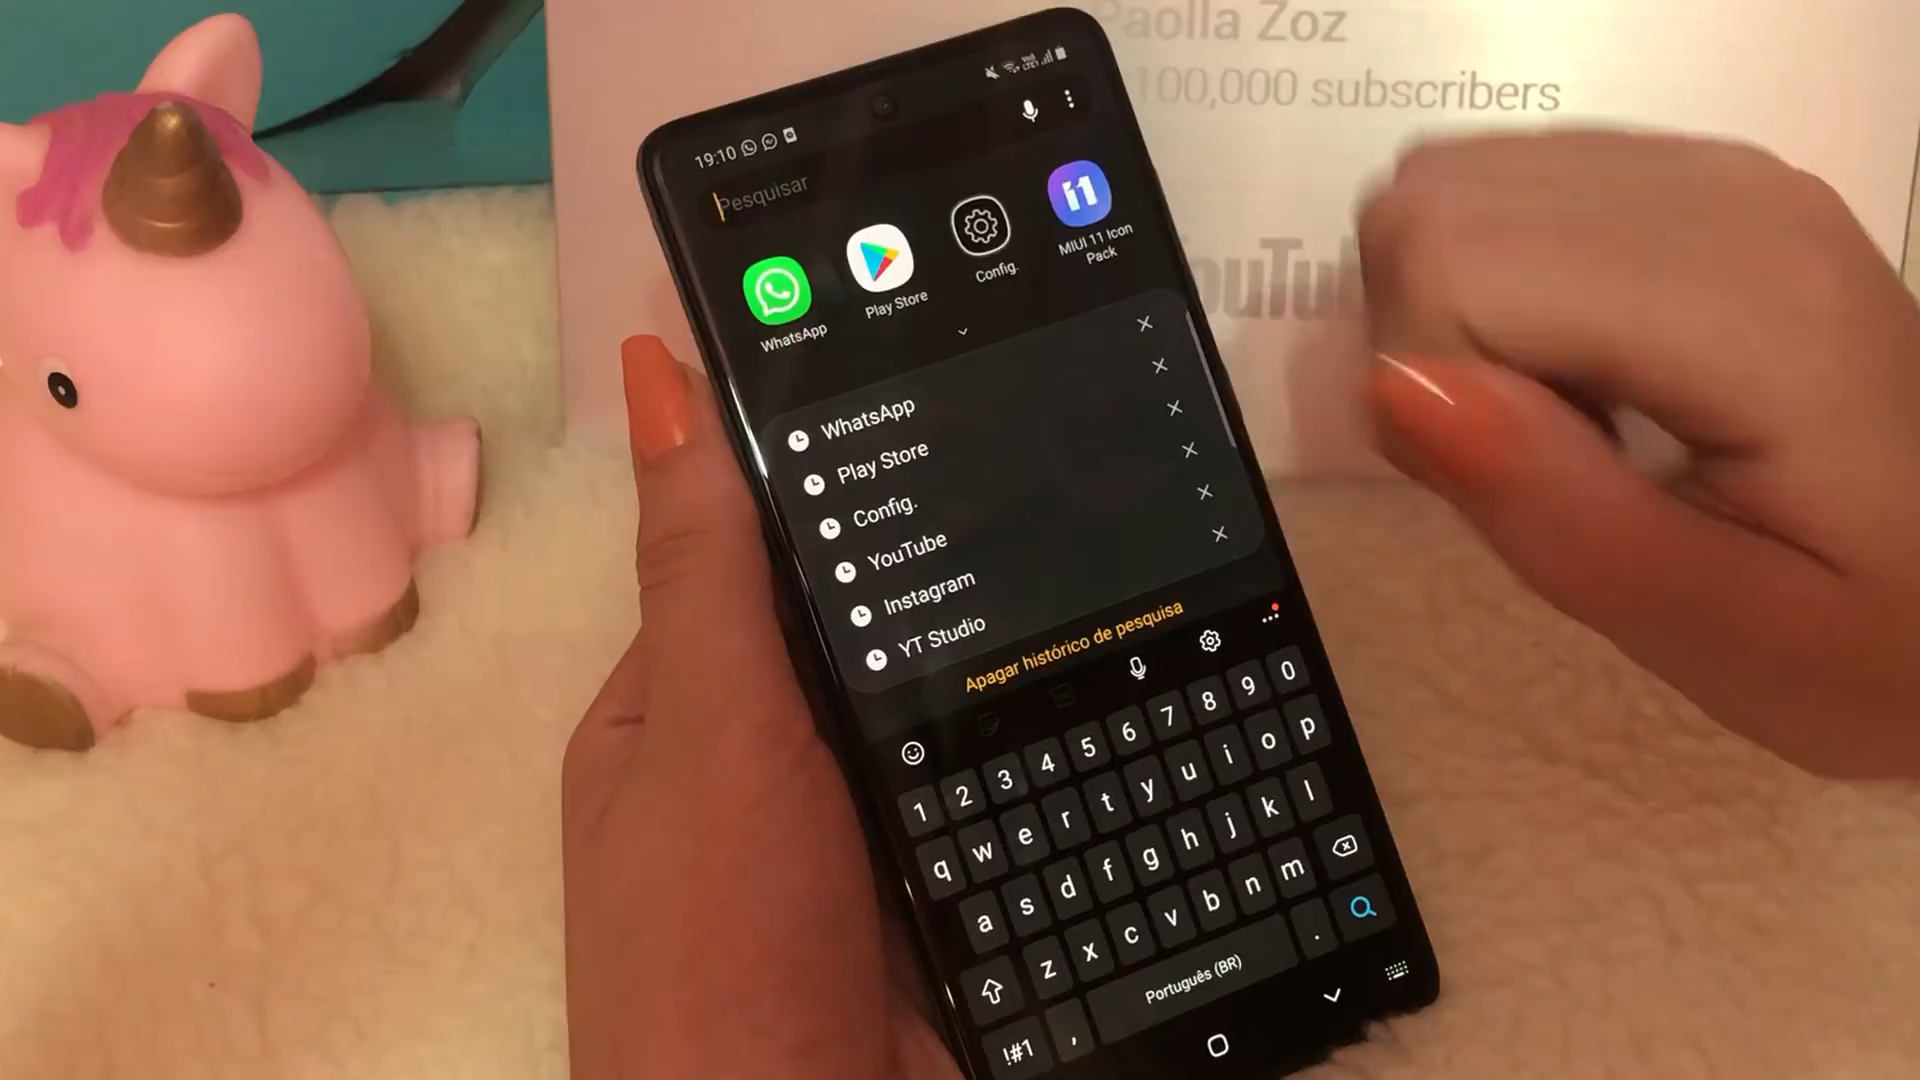 Paolla Zoz
100,000 subscribers
YouTub
19:10
Pesquisar
WhatsApp
Play Store
Config.
MIUI 11 Icon
Pack
WhatsApp
Play Store
Config.
YouTube
Instagram
YT Studio
Apagar histórico de pesquisa
1 2 3 4 5 6 7 8 9 0
q w e r t y u i o p
a s d f g h j k l
z x c v b n m
!#1 , Português (BR) .